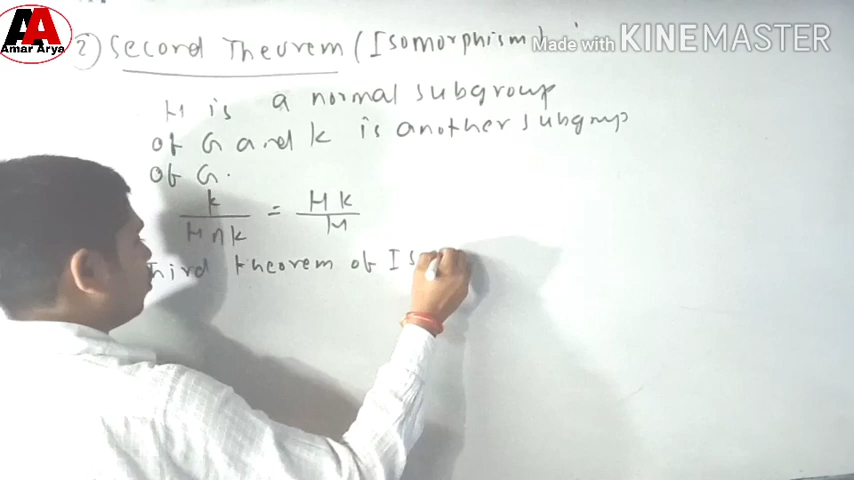 AA
Amar Arya
Made with KINEMASTER
2) Second Theorem (Isomorphism)
H is a normal subgroup
of G and k is another subgroup
of G.
k/H∩k = Hk/H
Third theorem of Is